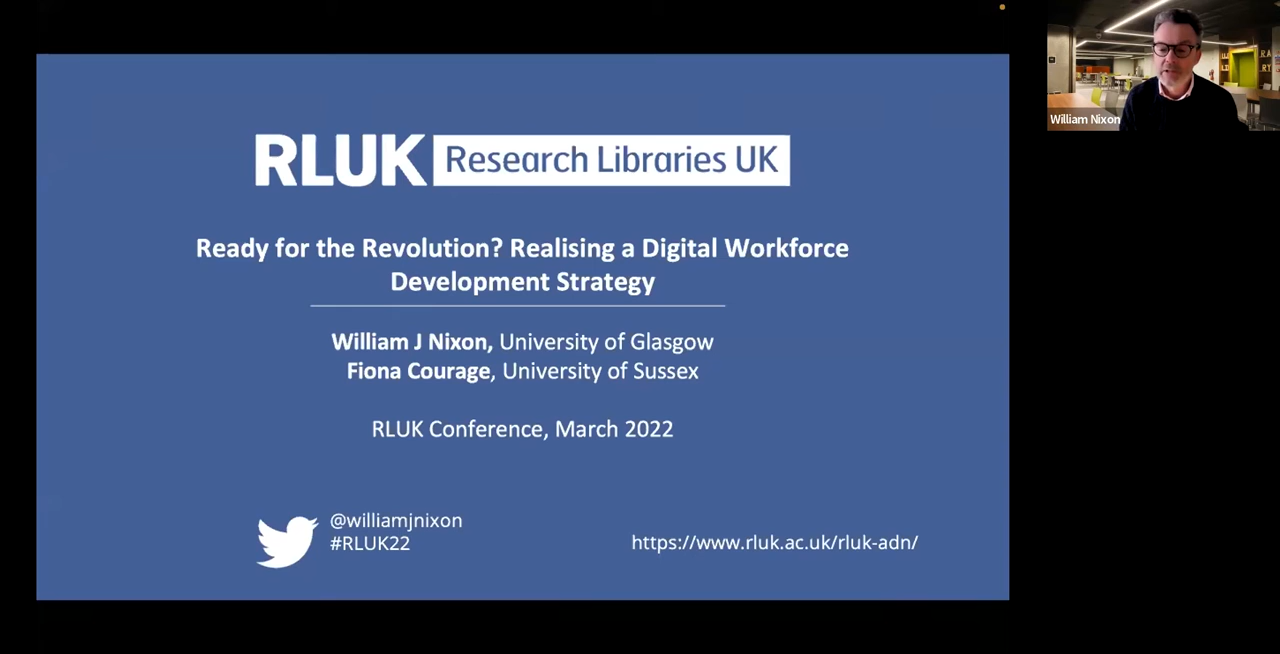 RLUK Research Libraries UK
Ready for the Revolution? Realising a Digital Workforce
Development Strategy
William J Nixon, University of Glasgow
Fiona Courage, University of Sussex
RLUK Conference, March 2022
@williamjnixon
#RLUK22
https://www.rluk.ac.uk/rluk-adn/
William Nixon